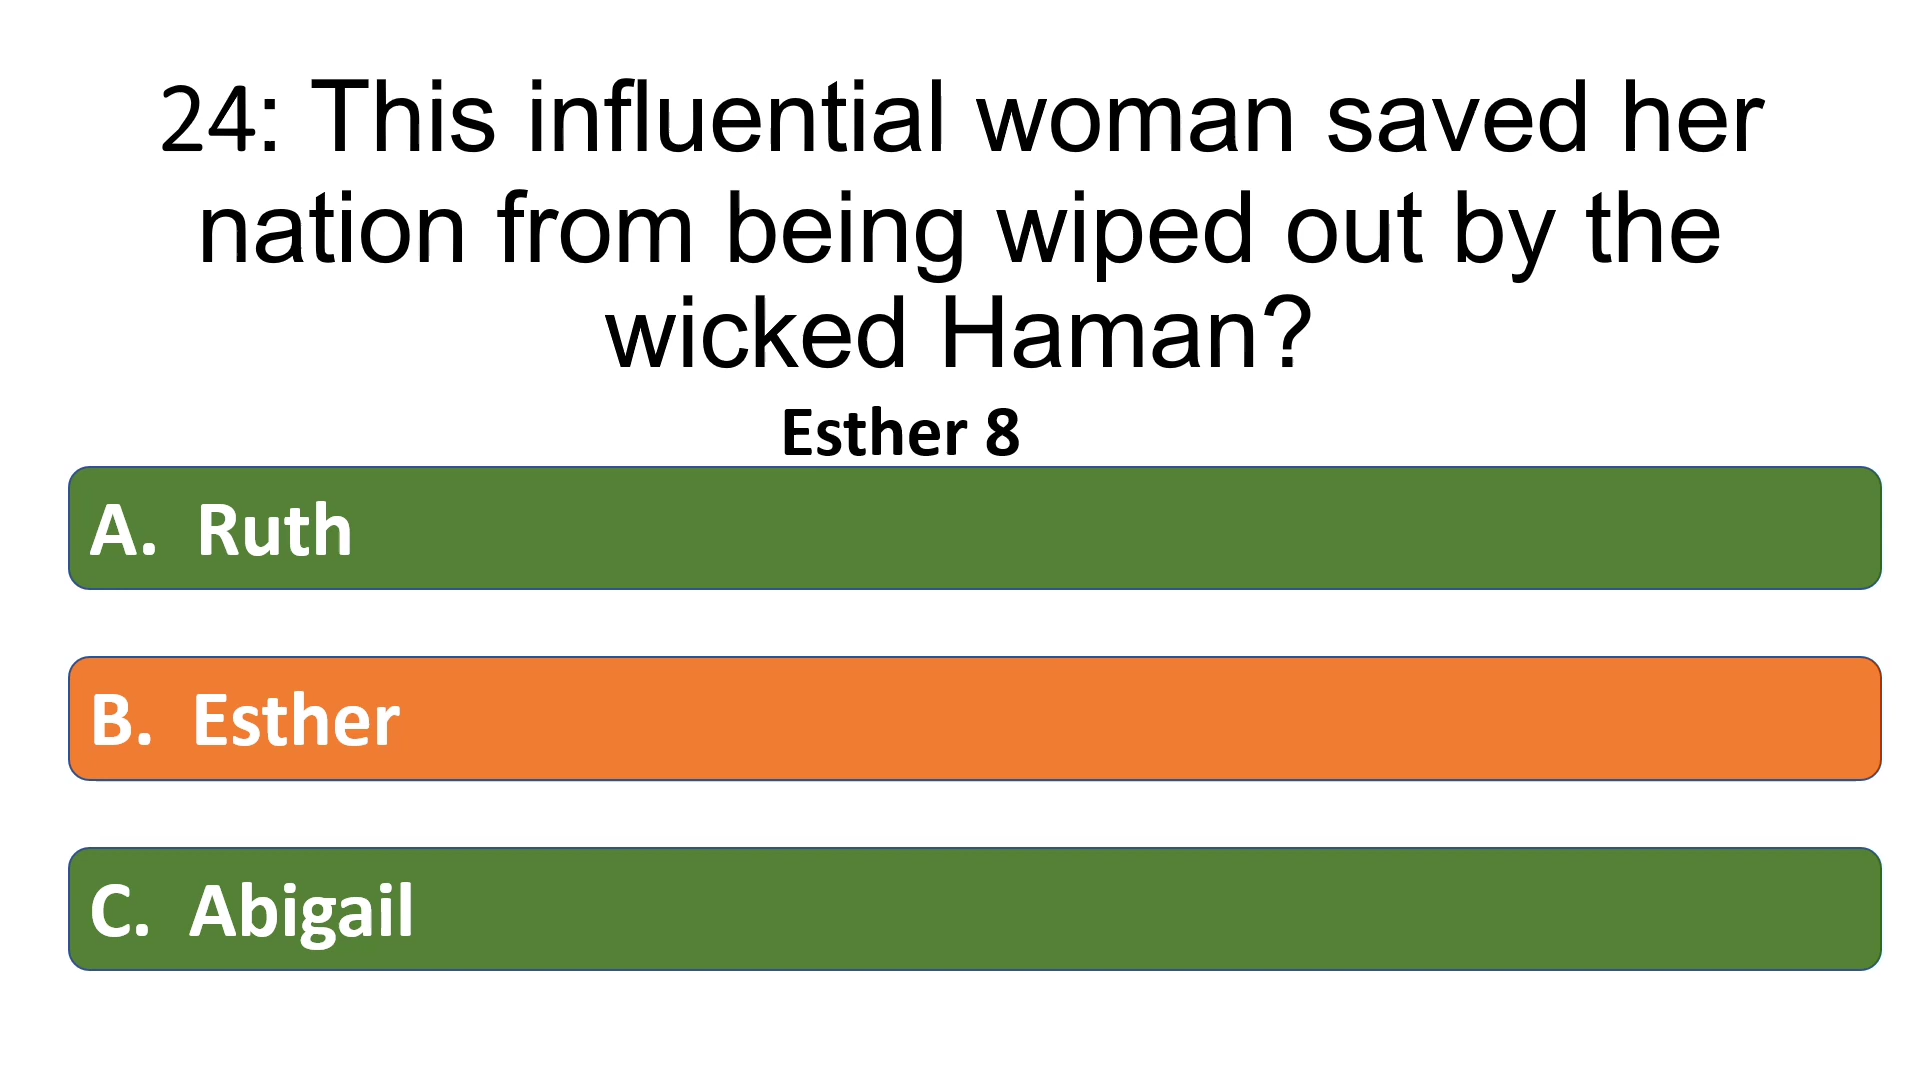 24: This influential woman saved her
nation from being wiped out by the
wicked Haman?
Esther 8
A. Ruth
B. Esther
C. Abigail